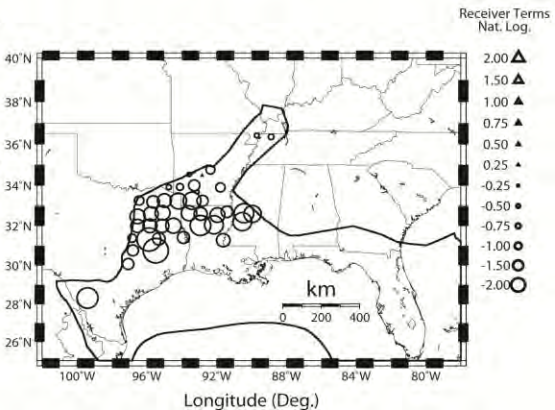 Receiver Terms
Nat. Log.
40°N
38°N
36°N
34°N
32°N
30°N
28°N
26°N
2.00
1.50
1.00
0.75
0.50
0.25
-0.25
-0.50
-0.75
-1.00
-1.50
-2.00
km
0 200 400
100°W 96°W 92°W 88°W 84°W 80°W
Longitude (Deg.)